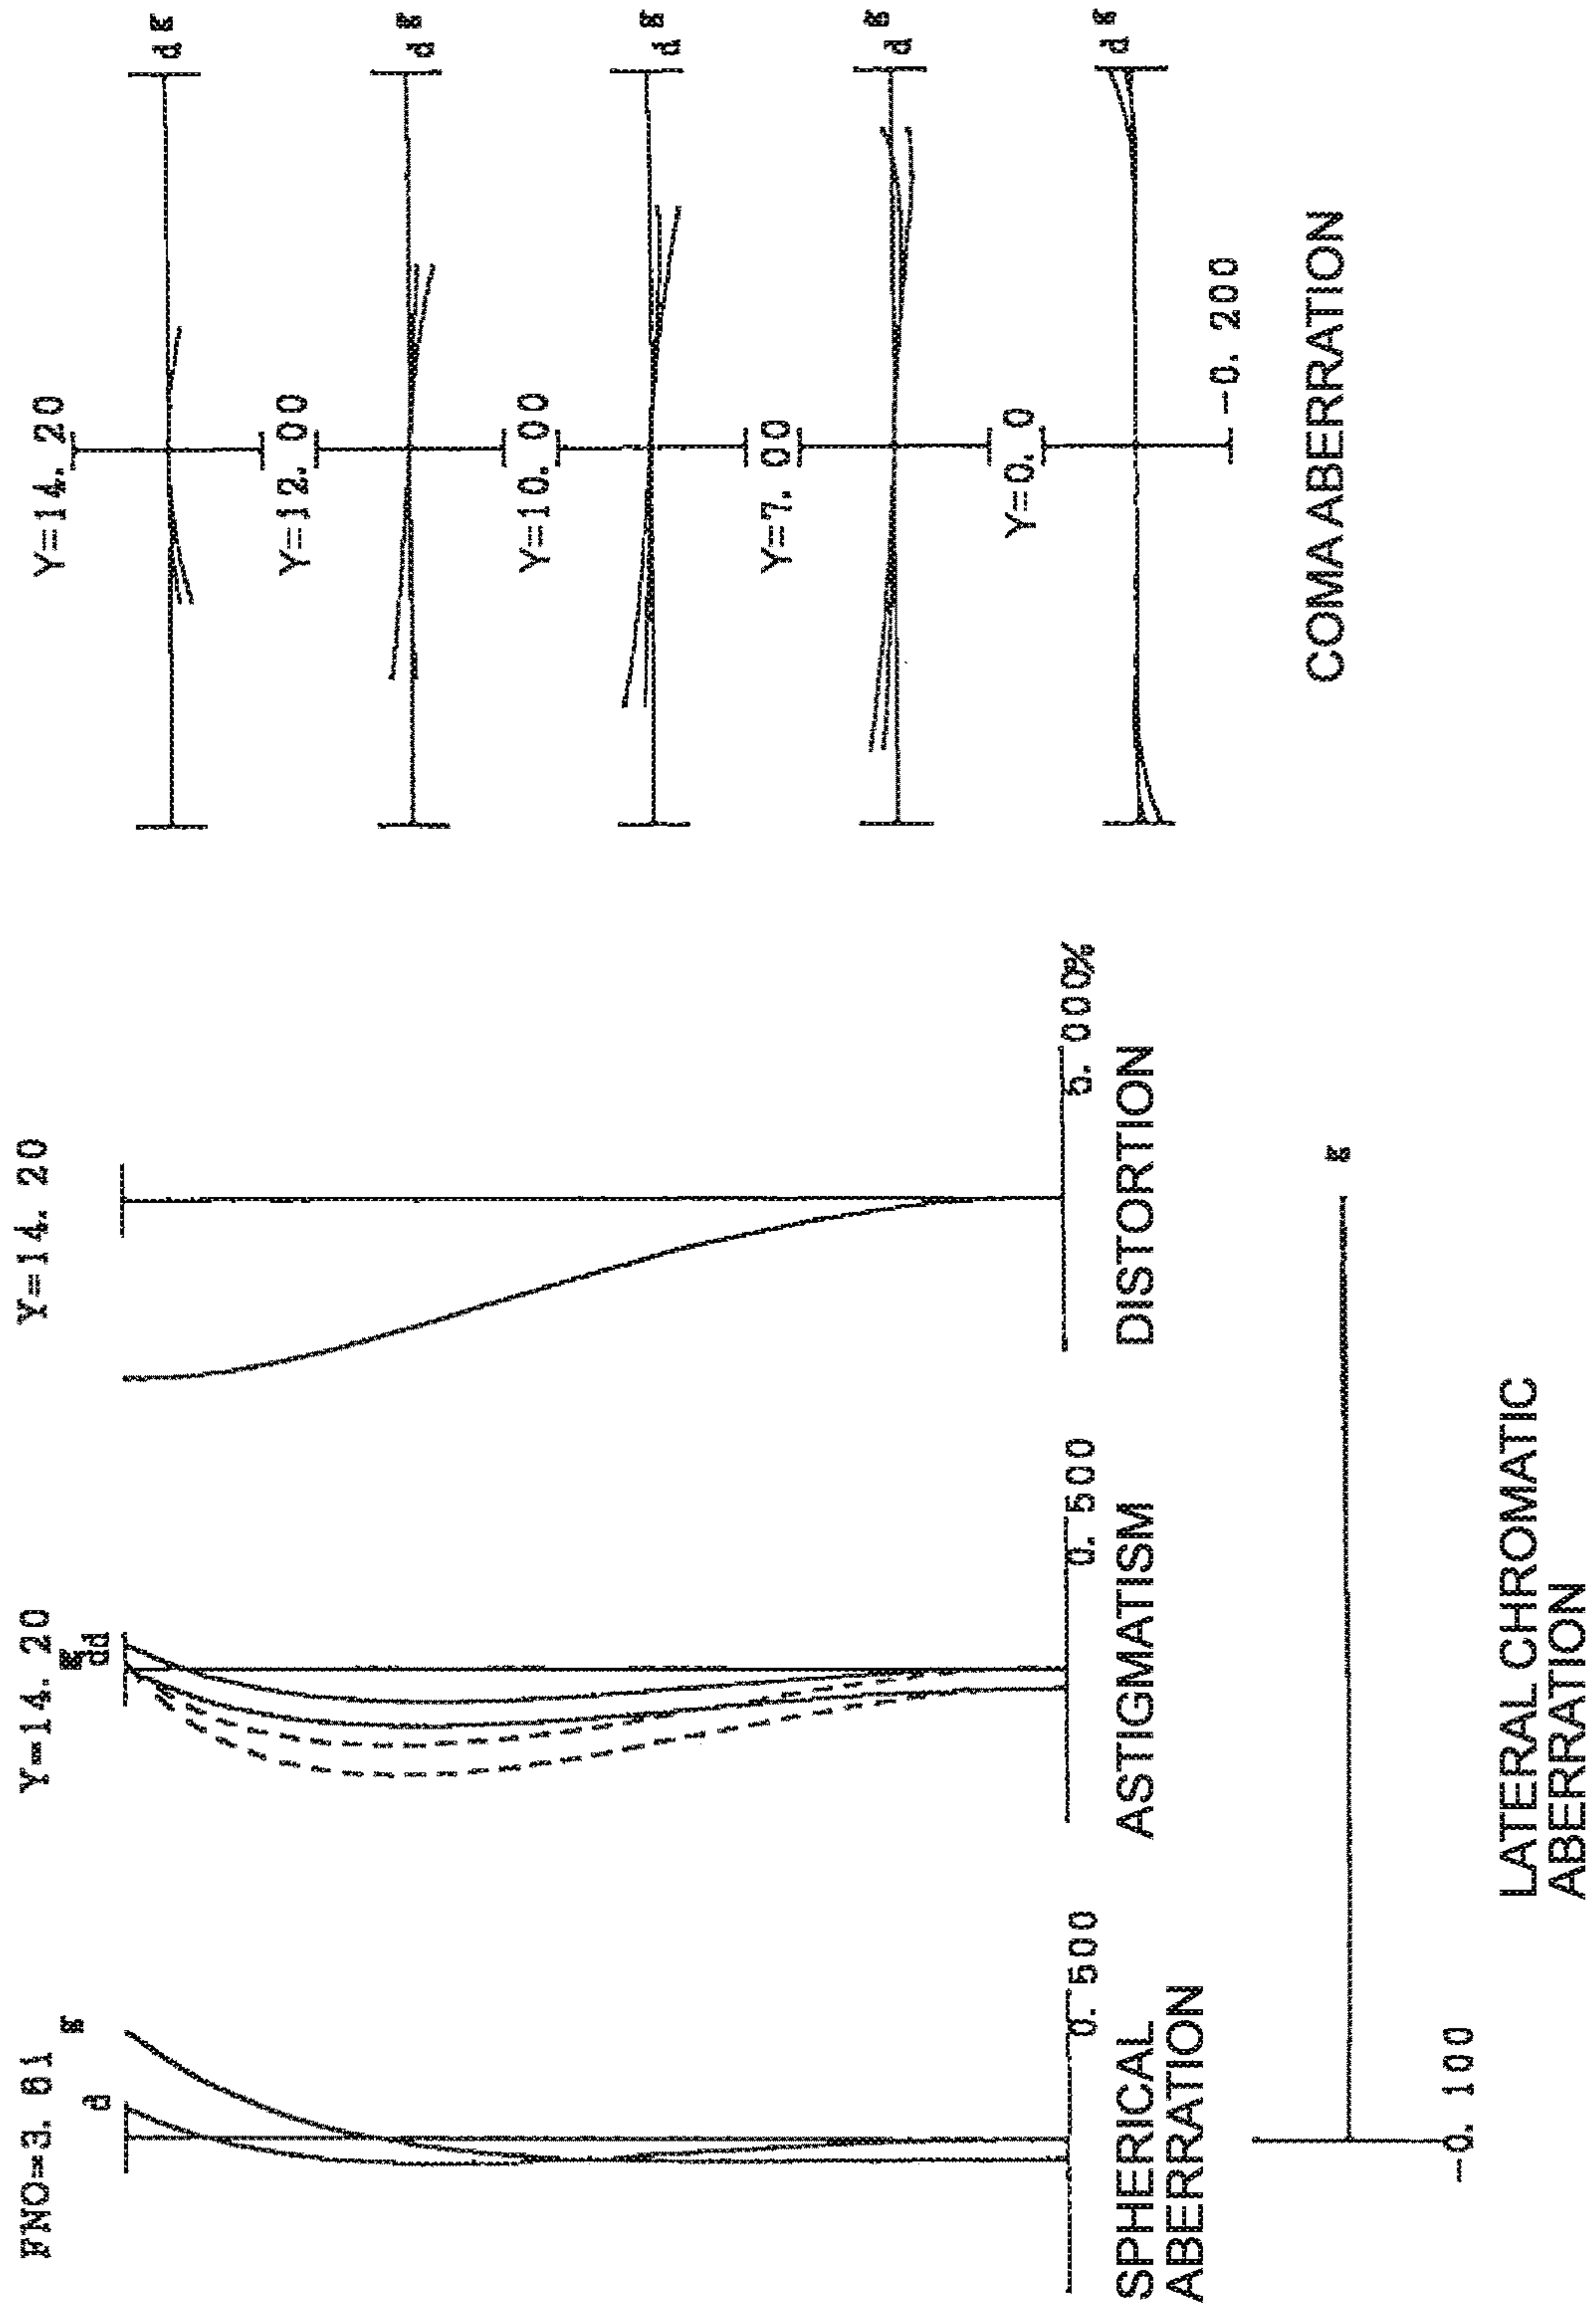 FNO=3. 61
d
g
SPHERICAL
ABERRATION
0. 500
Y=14. 20
g
dd
ASTIGMATISM
0. 500
Y=14. 20
DISTORTION
5. 000%
-0. 100
g
LATERAL CHROMATIC
ABERRATION
Y=14. 20
d g
Y=12. 00
d g
Y=10. 00
d g
Y=7. 00
d g
Y=0. 0
d g
-0. 200
COMA ABERRATION